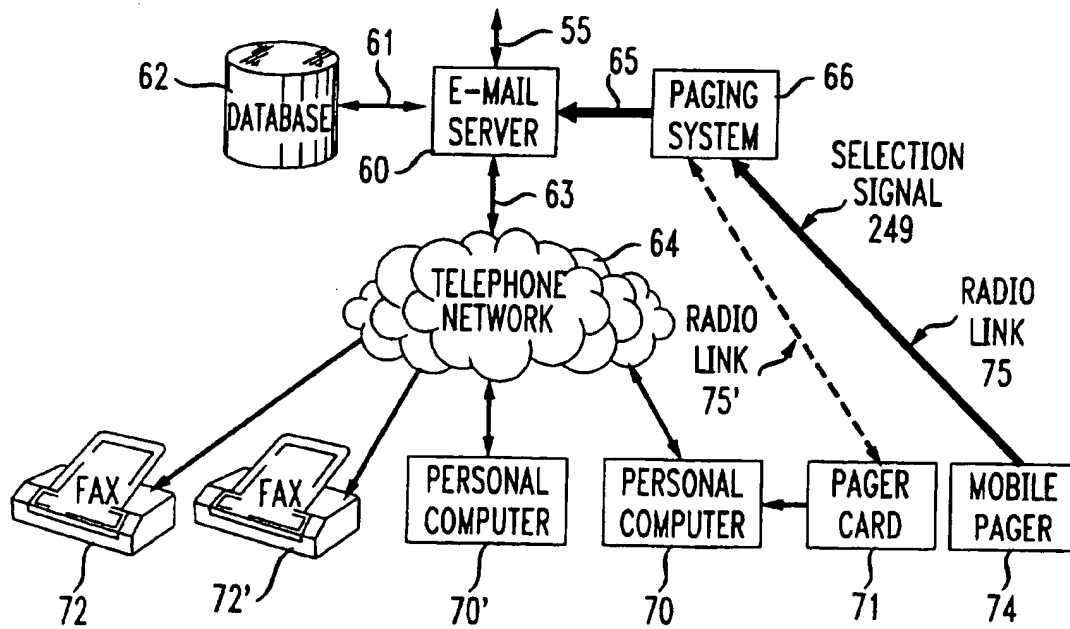 55
61
62
DATABASE
E-MAIL
SERVER
60
65
PAGING
SYSTEM
66
63
SELECTION
SIGNAL
249
64
TELEPHONE
NETWORK
RADIO
LINK
75'
RADIO
LINK
75
FAX
72
FAX
72'
PERSONAL
COMPUTER
70'
PERSONAL
COMPUTER
70
PAGER
CARD
71
MOBILE
PAGER
74